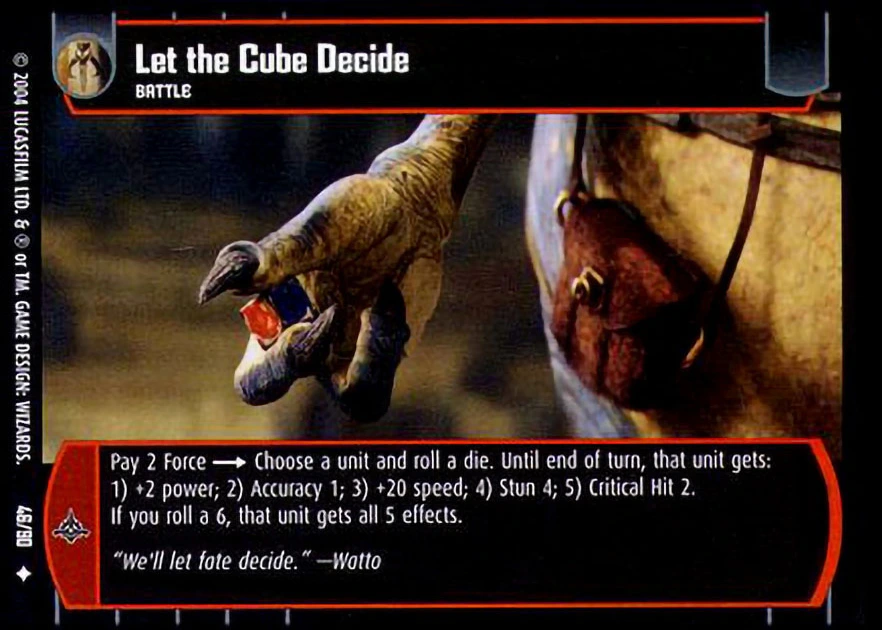 Let the Cube Decide
BATTLE
Pay 2 Force → Choose a unit and roll a die. Until end of turn, that unit gets:
1) +2 power; 2) Accuracy 1; 3) +20 speed; 4) Stun 4; 5) Critical Hit 2.
If you roll a 6, that unit gets all 5 effects.
"We'll let fate decide." —Watto
© 2004 LUCASFILM LTD. & ® or TM. GAME DESIGN: WIZARDS. 46/90